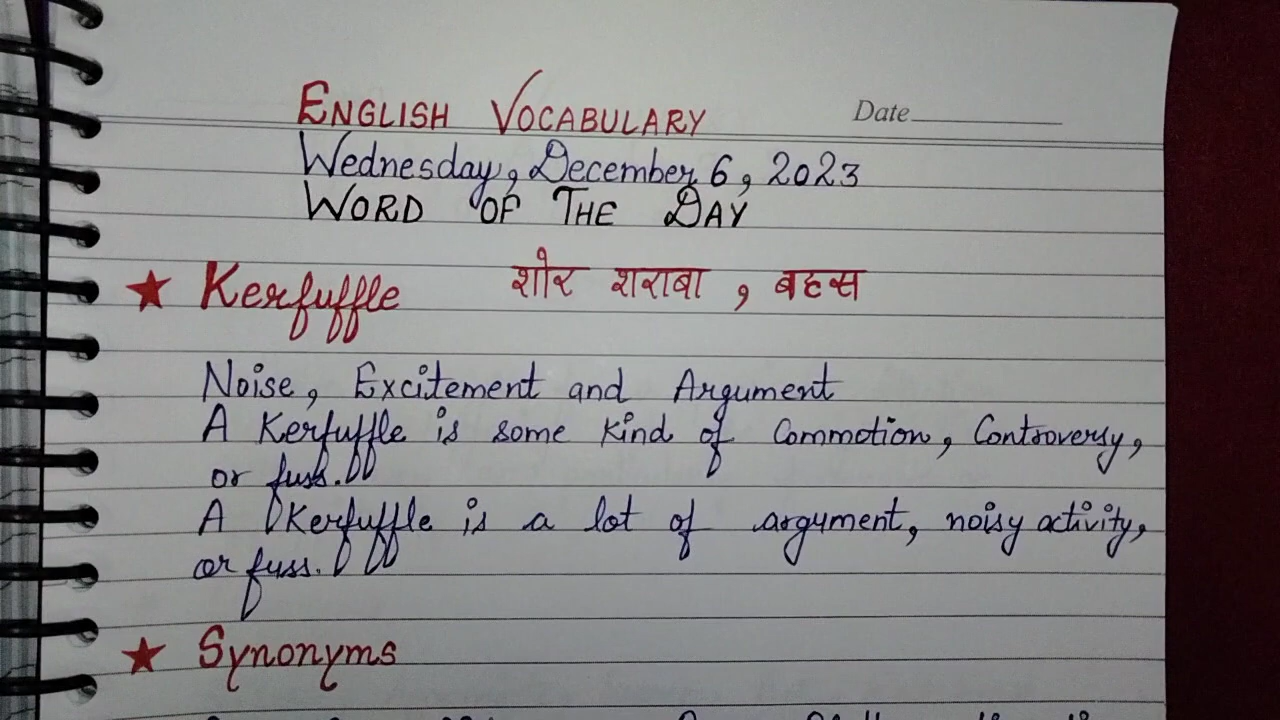 ENGLISH VOCABULARY
Date
Wednesday, December 6, 2023
WORD OF THE DAY
★ Kerfuffle शोर शराबा , बहस
Noise, Excitement and Argument
A Kerfuffle is some kind of Commotion, Controversy,
or fuss.
A Kerfuffle is a lot of argument, noisy activity,
or fuss.
★ Synonyms